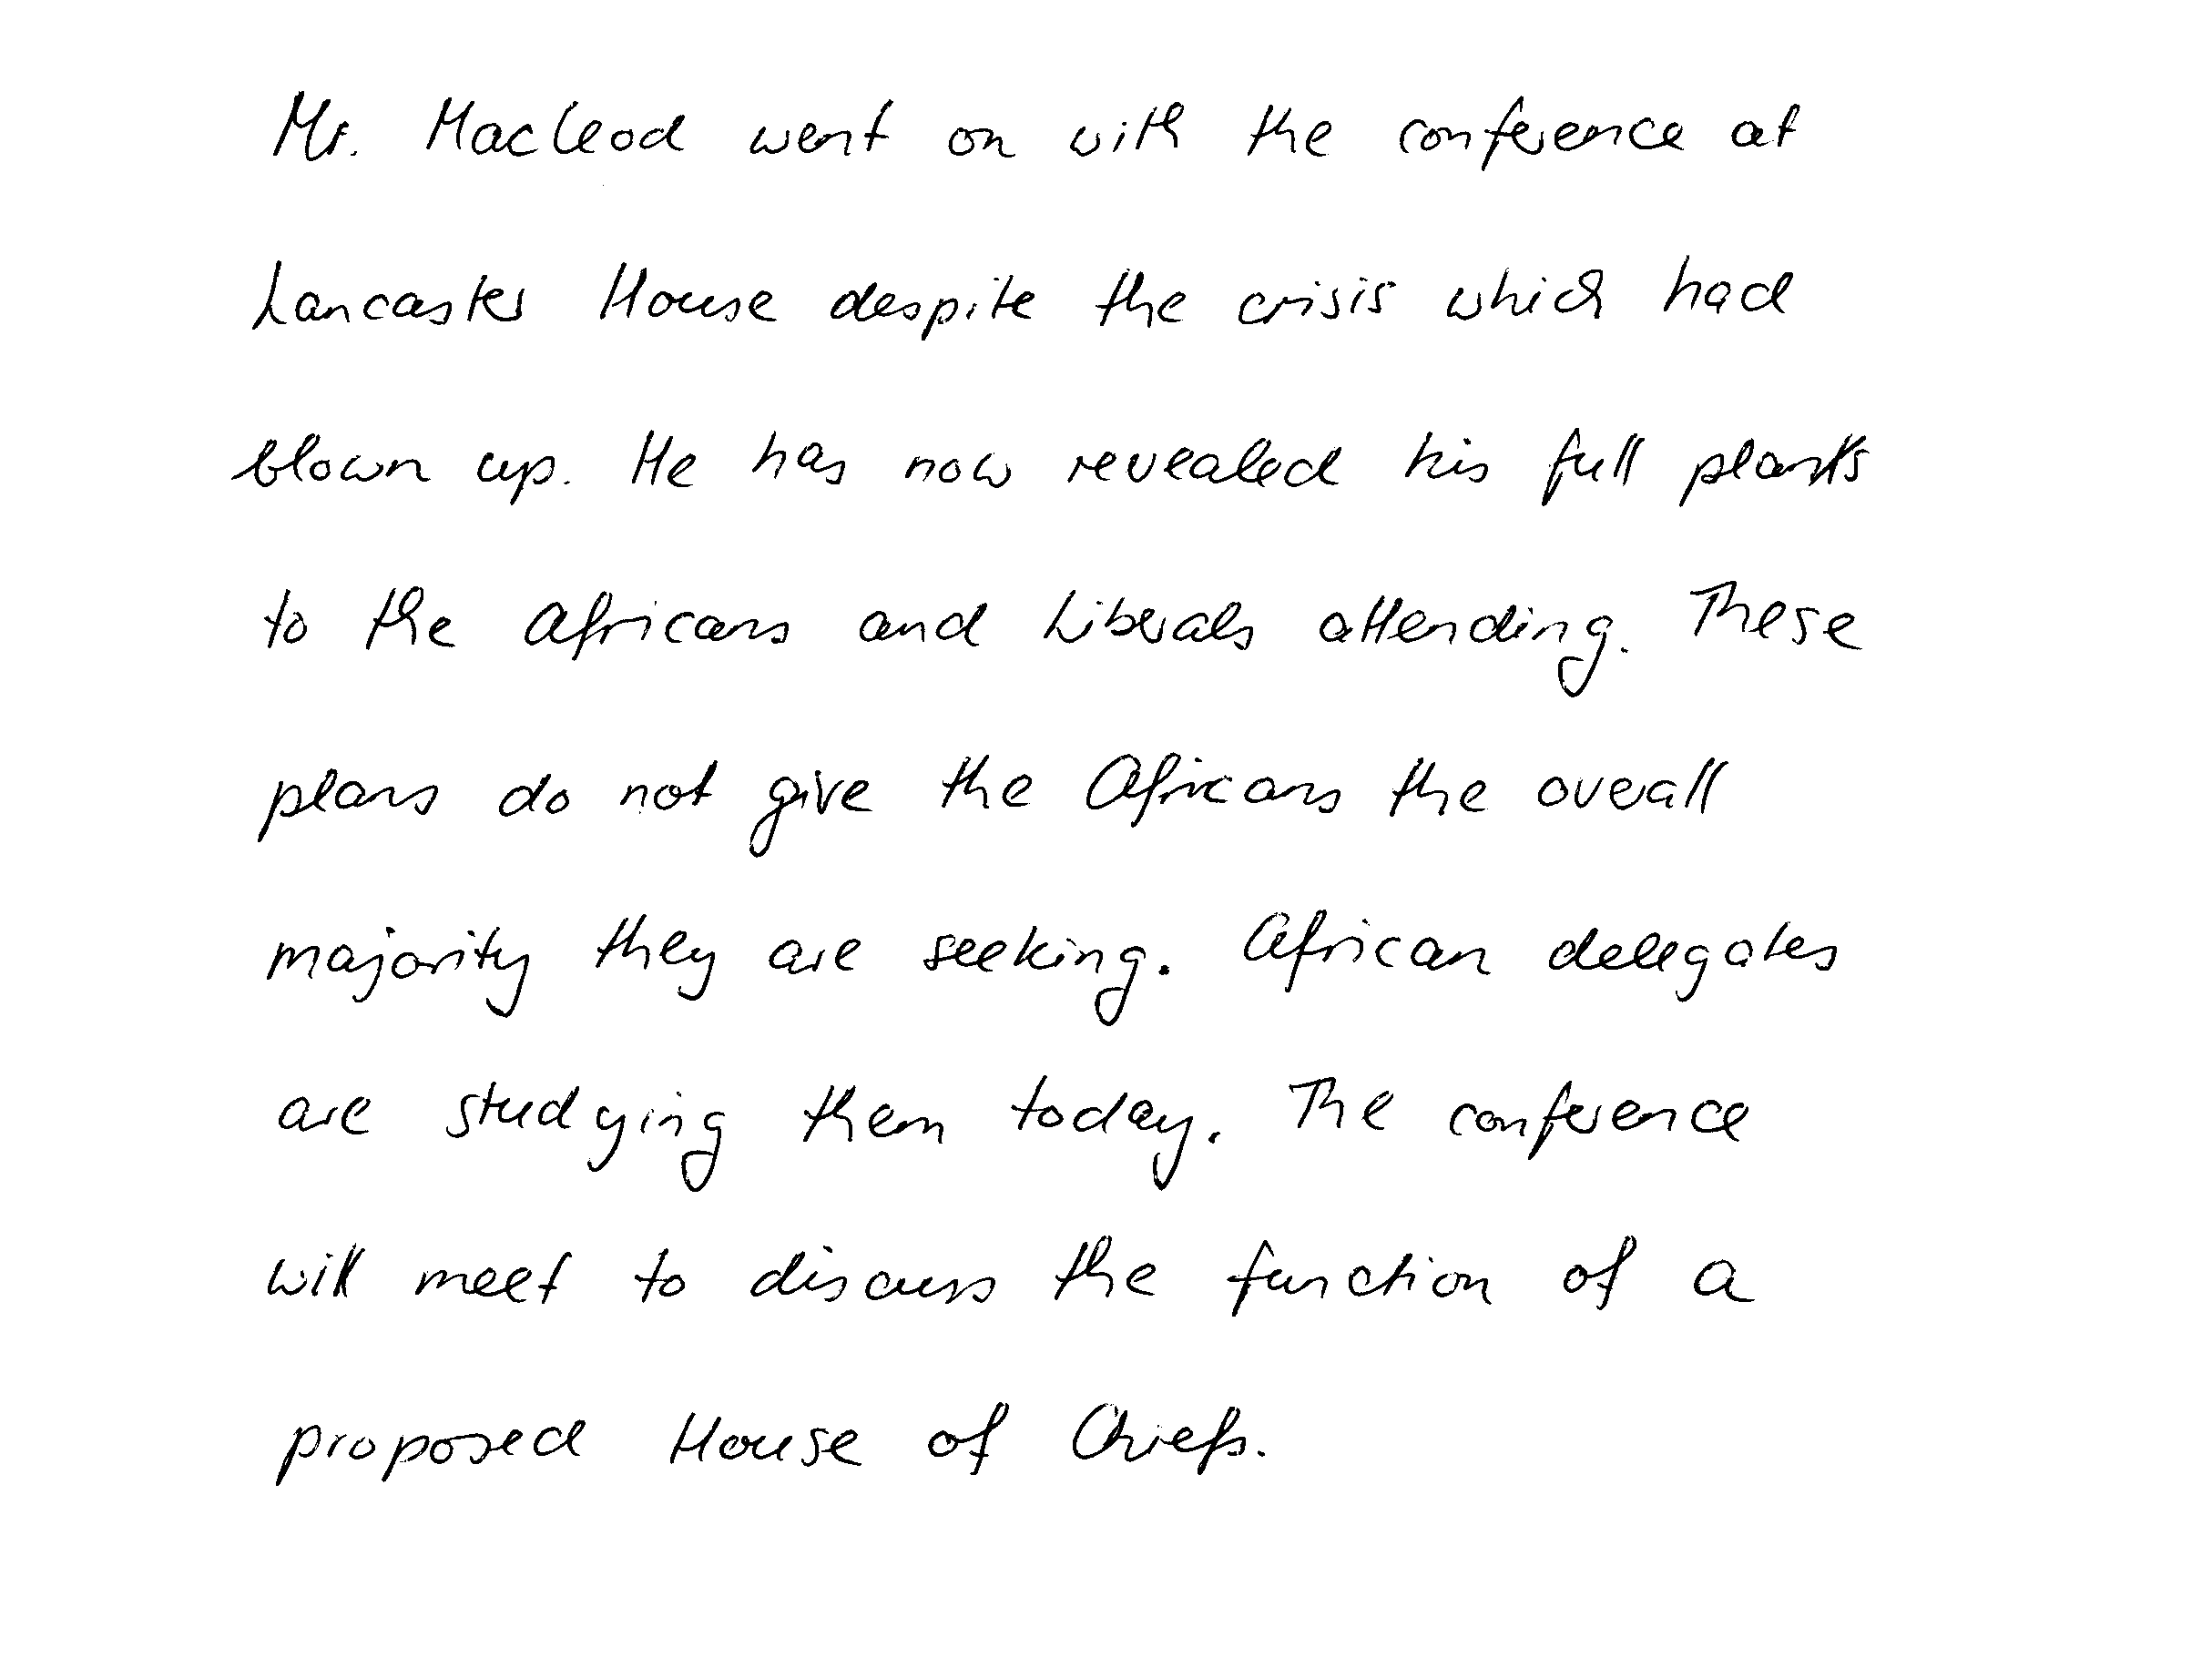 Mr. Macleod went on with the conference at
Lancaster House despite the crisis which had
blown up. He has now revealed his full plans
to the Africans and Liberals attending. These
plans do not give the Africans the overall
majority they are seeking. African delegates
are studying them today. The conference
will meet to discuss the function of a
proposed House of Chiefs.